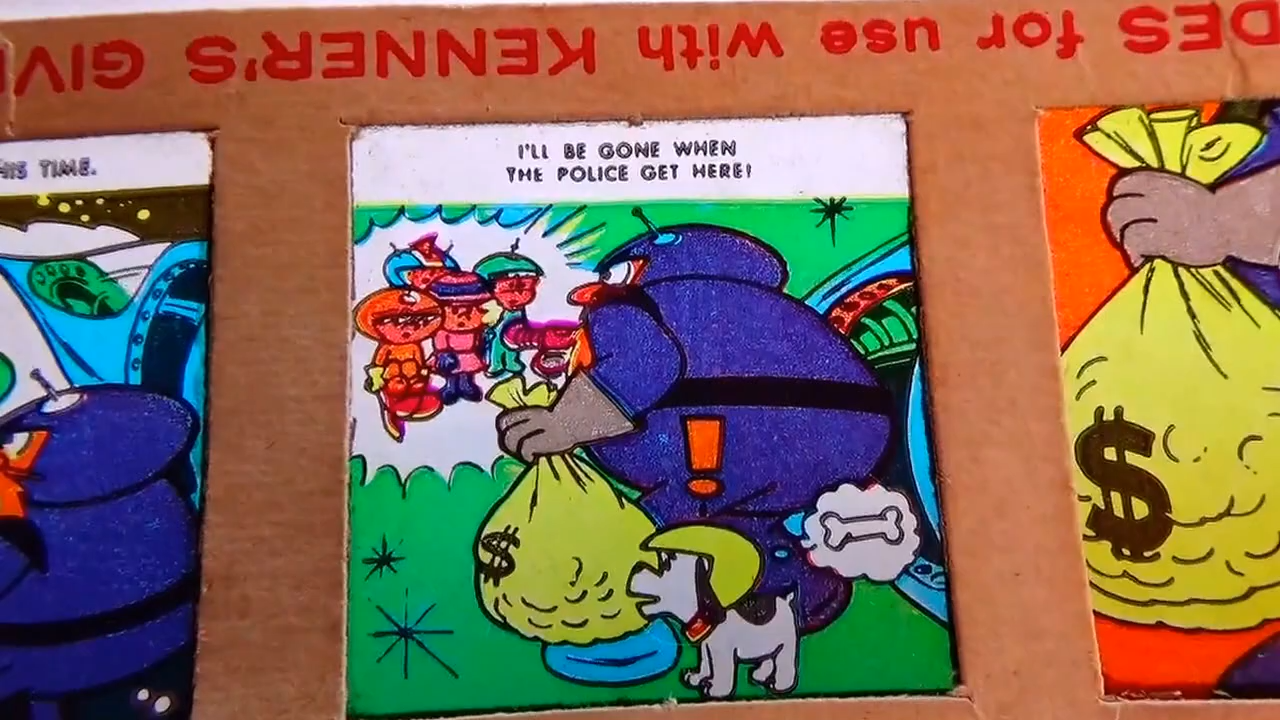 DES for use with KENNER'S GIV
HIS TIME.
I'LL BE GONE WHEN
THE POLICE GET HERE!
$
$